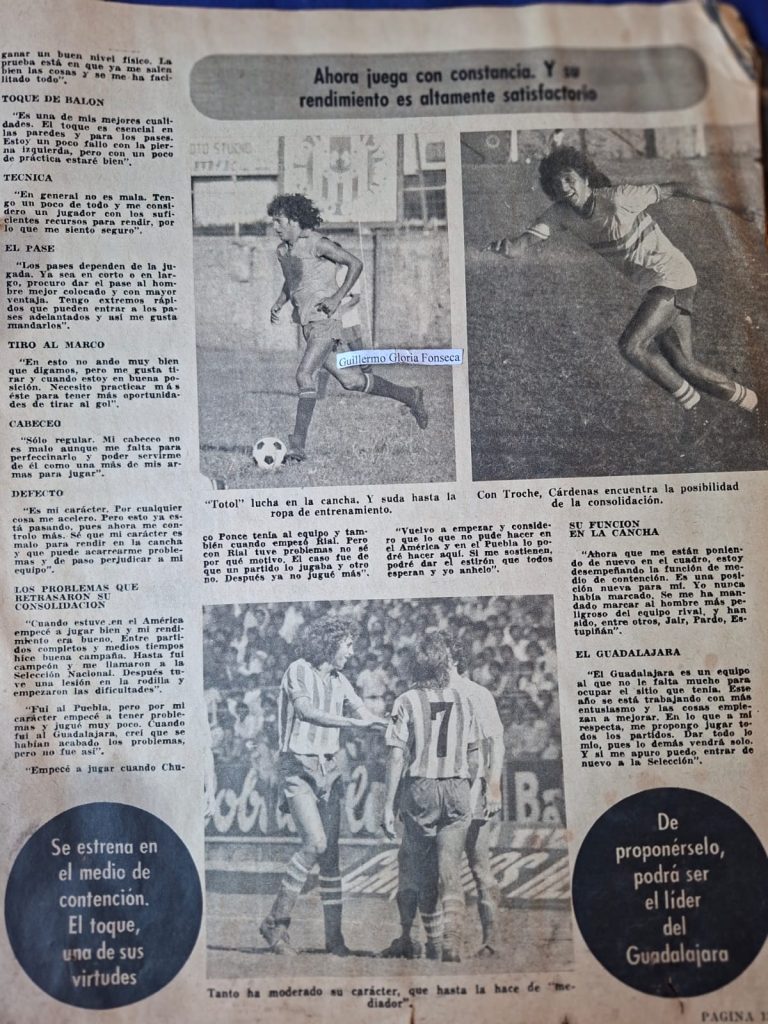 ganar un buen nivel físico. La
prueba está en que ya me salen
bien las cosas y se me ha faci-
litado todo".
TOQUE DE BALON
"Es una de mis mejores cuali-
dades. El toque es esencial en
las paredes y para los pases.
Estoy un poco fallo con la pier-
na izquierda, pero con un poco
de práctica estaré bien".
TECNICA
"En general no es mala. Ten-
go un poco de todo y me consi-
dero un jugador con los sufi-
cientes recursos para rendir, por
lo que me siento seguro".
EL PASE
"Los pases dependen de la ju-
gada. Ya sea en corto o en lar-
go, procuro dar el pase al hom-
bre mejor colocado y con mayor
ventaja. Tengo extremos rápi-
dos que pueden entrar a los pa-
ses adelantados y así me gusta
mandarlos".
TIRO AL MARCO
"En esto no ando muy bien
que digamos, pero me gusta ti-
rar y cuando estoy en buena po-
sición. Necesito practicar más
éste para tener más oportunida-
des de tirar al gol".
CABECEO
"Sólo regular. Mi cabeceo no
es malo aunque me falta para
perfeccinarlo y poder servirme
de él como una más de mis ar-
mas para jugar".
DEFECTO
"Es mi carácter. Por cualquier
cosa me acelero. Pero esto ya es-
tá pasando, pues ahora me con-
trolo más. Sé que mi carácter es
malo para rendir en la cancha
y que puede acarrearme proble-
mas y de paso perjudicar a mi
equipo".
LOS PROBLEMAS QUE
RETRASARON SU
CONSOLIDACION
"Cuando estuve en el América
empecé a jugar bien y mi rendi-
miento era bueno. Entre parti-
dos completos y medios tiempos
hice buena campaña. Hasta fui
campeón y me llamaron a la
Selección Nacional. Después tu-
ve una lesión en la rodilla y
empezaron las dificultades".
"Fui al Puebla, pero por mi
carácter empecé a tener proble-
mas y jugué muy poco. Cuando
fui al Guadalajara, creí que se
habían acabado los problemas,
pero no fue así".
"Empecé a jugar cuando Chu-
Ahora juega con constancia. Y su
rendimiento es altamente satisfactorio
Guillermo Gloria Fonseca
"Totol" lucha en la cancha. Y suda hasta la
ropa de entrenamiento.
Con Troche, Cárdenas encuentra la posibilidad
de la consolidación.
co Ponce tenía al equipo y tam-
bién cuando empezó Rial. Pero
con Rial tuve problemas no sé
por qué motivo. El caso fue de
que un partido lo jugaba y otro
no. Después ya no jugué más".
"Vuelvo a empezar y conside-
ro que lo que no pude hacer en
el América y en el Puebla lo po-
dré hacer aquí. Si me sostienen,
podré dar el estirón que todos
esperan y yo anhelo".
SU FUNCION
EN LA CANCHA
"Ahora que me están ponien-
do de nuevo en el cuadro, estoy
desempeñando la función de me-
dio de contención. Es una posi-
ción nueva para mí. Yo nunca
había marcado. Se me ha man-
dado marcar al hombre más pe-
ligroso del equipo rival, y han
sido, entre otros, Jair, Pardo, Es-
tupiñán".
EL GUADALAJARA
"El Guadalajara es un equipo
al que no le falta mucho para
ocupar el sitio que tenía. Este
año se está trabajando con más
entusiasmo y las cosas empie-
zan a mejorar. En lo que a mí
respecta, me propongo jugar to-
dos los partidos. Dar todo lo
mío, pues lo demás vendrá solo.
Y si me apuro puedo entrar de
nuevo a la Selección".
7
Se estrena en
el medio de
contención.
El toque,
una de sus
virtudes
De
proponérselo,
podrá ser
el líder
del
Guadalajara
Tanto ha moderado su carácter, que hasta la hace de "me-
diador".
PAGINA